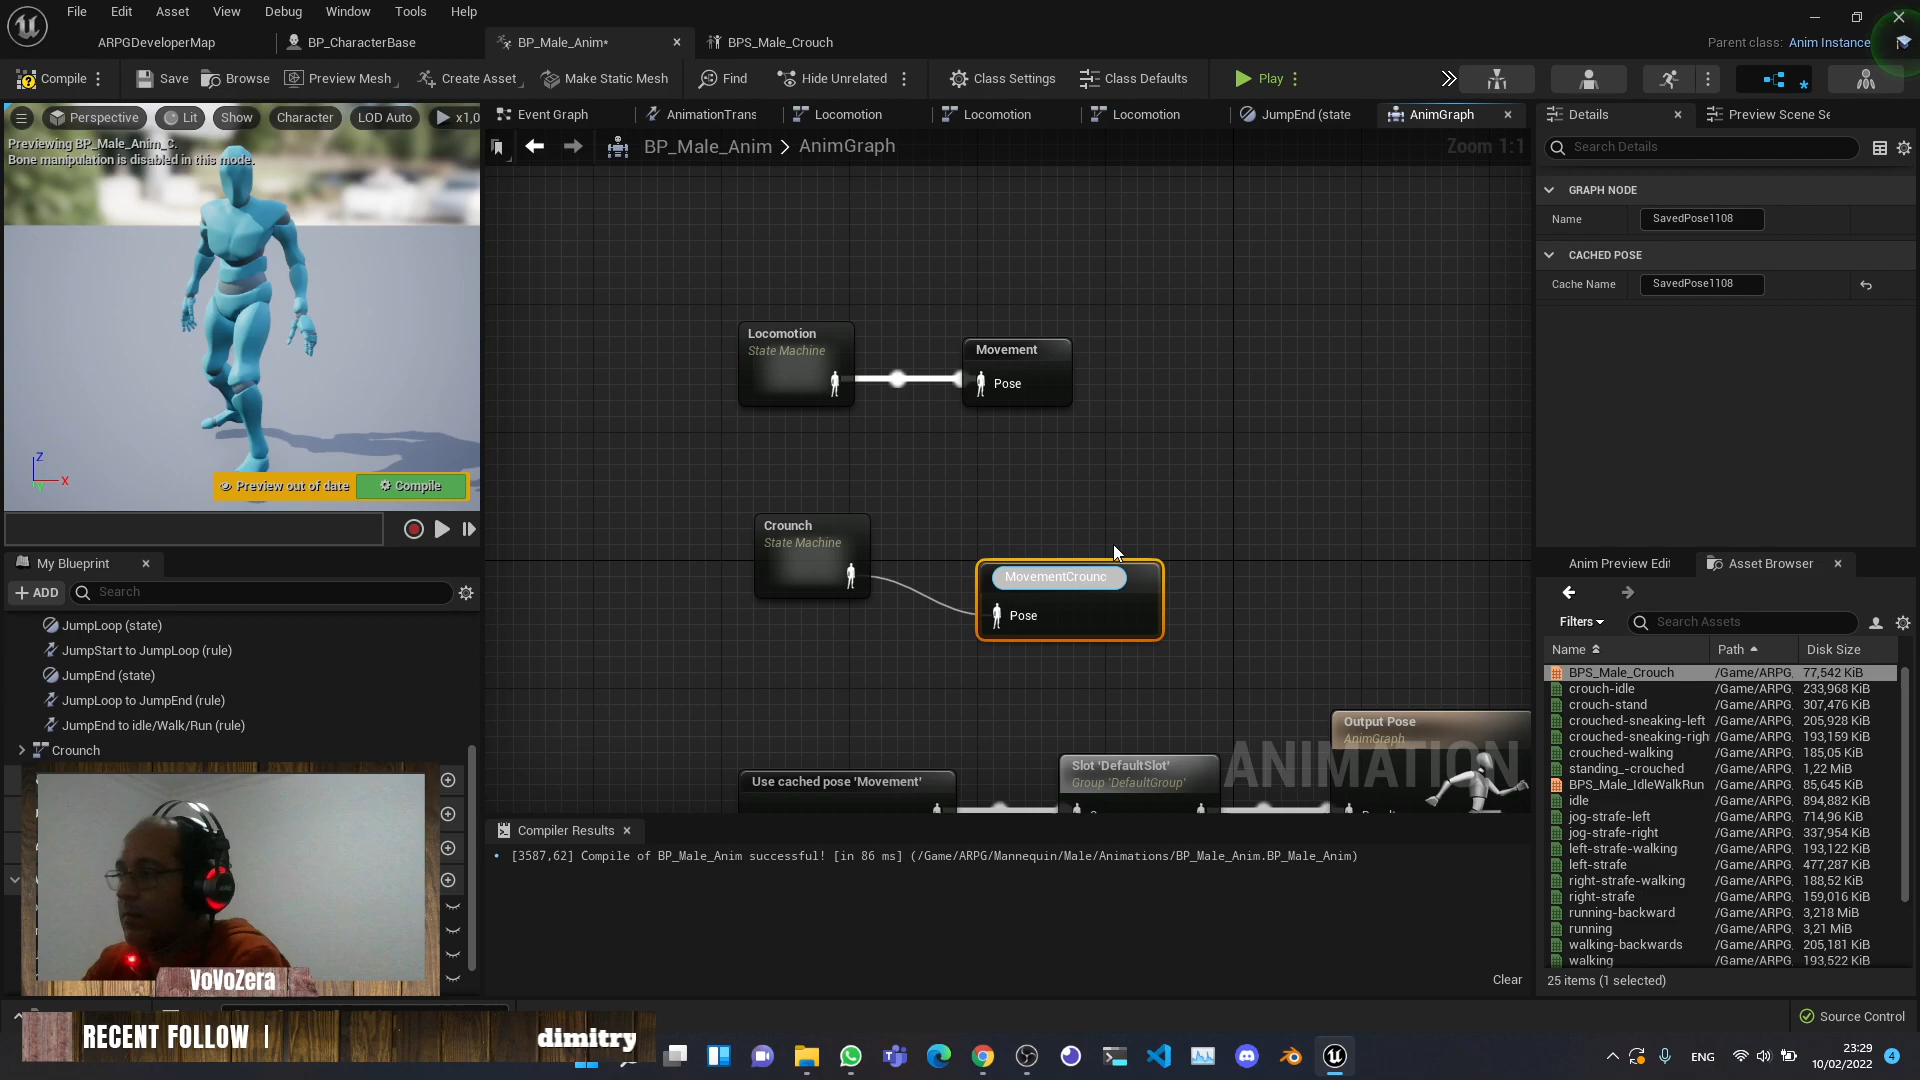 File Edit Asset View Debug Window Tools Help
ARPGDeveloperMap BP_CharacterBase BP_Male_Anim* BPS_Male_Crouch
Parent class: Anim Instance
Compile Save Browse Preview Mesh Create Asset Make Static Mesh Find Hide Unrelated Class Settings Class Defaults Play
Perspective Lit Show Character LOD Auto x1,0
Previewing BP_Male_Anim_C.
Bone manipulation is disabled in this mode.
Z
X
Y
Preview out of date Compile
Event Graph AnimationTrans Locomotion Locomotion Locomotion JumpEnd (state AnimGraph
BP_Male_Anim > AnimGraph
Zoom 1:1
Locomotion
State Machine
Movement
Pose
Crounch
State Machine
MovementCrounc
Pose
Output Pose
AnimGraph
Slot 'DefaultSlot'
Group 'DefaultGroup'
Use cached pose 'Movement'
ANIMATION
Compiler Results
[3587,62] Compile of BP_Male_Anim successful! [in 86 ms] (/Game/ARPG/Mannequin/Male/Animations/BP_Male_Anim.BP_Male_Anim)
Clear
My Blueprint
ADD Search
JumpLoop (state)
JumpStart to JumpLoop (rule)
JumpEnd (state)
JumpLoop to JumpEnd (rule)
JumpEnd to idle/Walk/Run (rule)
Crounch
VoVoZera
Details Preview Scene Se
Search Details
GRAPH NODE
Name SavedPose1108
CACHED POSE
Cache Name SavedPose1108
Anim Preview Edit Asset Browser
Filters Search Assets
Name Path Disk Size
BPS_Male_Crouch /Game/ARPG, 77,542 KiB
crouch-idle /Game/ARPG, 233,968 KiB
crouch-stand /Game/ARPG, 307,476 KiB
crouched-sneaking-left /Game/ARPG, 205,928 KiB
crouched-sneaking-righ /Game/ARPG, 193,159 KiB
crouched-walking /Game/ARPG, 185,05 KiB
standing_-crouched /Game/ARPG, 1,22 MiB
BPS_Male_IdleWalkRun /Game/ARPG, 85,645 KiB
idle /Game/ARPG, 894,882 KiB
jog-strafe-left /Game/ARPG, 714,96 KiB
jog-strafe-right /Game/ARPG, 337,954 KiB
left-strafe-walking /Game/ARPG, 193,122 KiB
left-strafe /Game/ARPG, 477,287 KiB
right-strafe-walking /Game/ARPG, 188,52 KiB
right-strafe /Game/ARPG, 159,016 KiB
running-backward /Game/ARPG, 3,218 MiB
running /Game/ARPG, 3,21 MiB
walking-backwards /Game/ARPG, 205,181 KiB
walking /Game/ARPG, 193,522 KiB
25 items (1 selected)
Source Control
RECENT FOLLOW | dimitry
ENG
23:29
10/02/2022
4